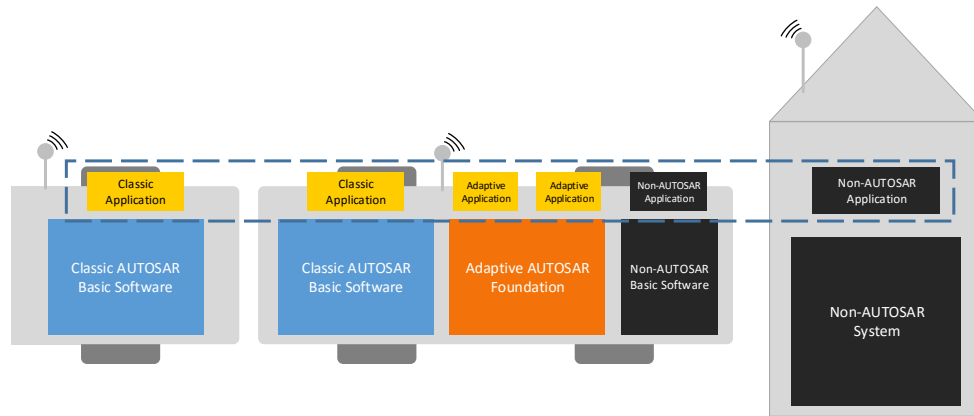 Classic
Application
Classic
Application
Adaptive
Application
Adaptive
Application
Non-AUTOSAR
Application
Non-AUTOSAR
Application
Classic AUTOSAR
Basic Software
Classic AUTOSAR
Basic Software
Adaptive AUTOSAR
Foundation
Non-AUTOSAR
Basic Software
Non-AUTOSAR
System